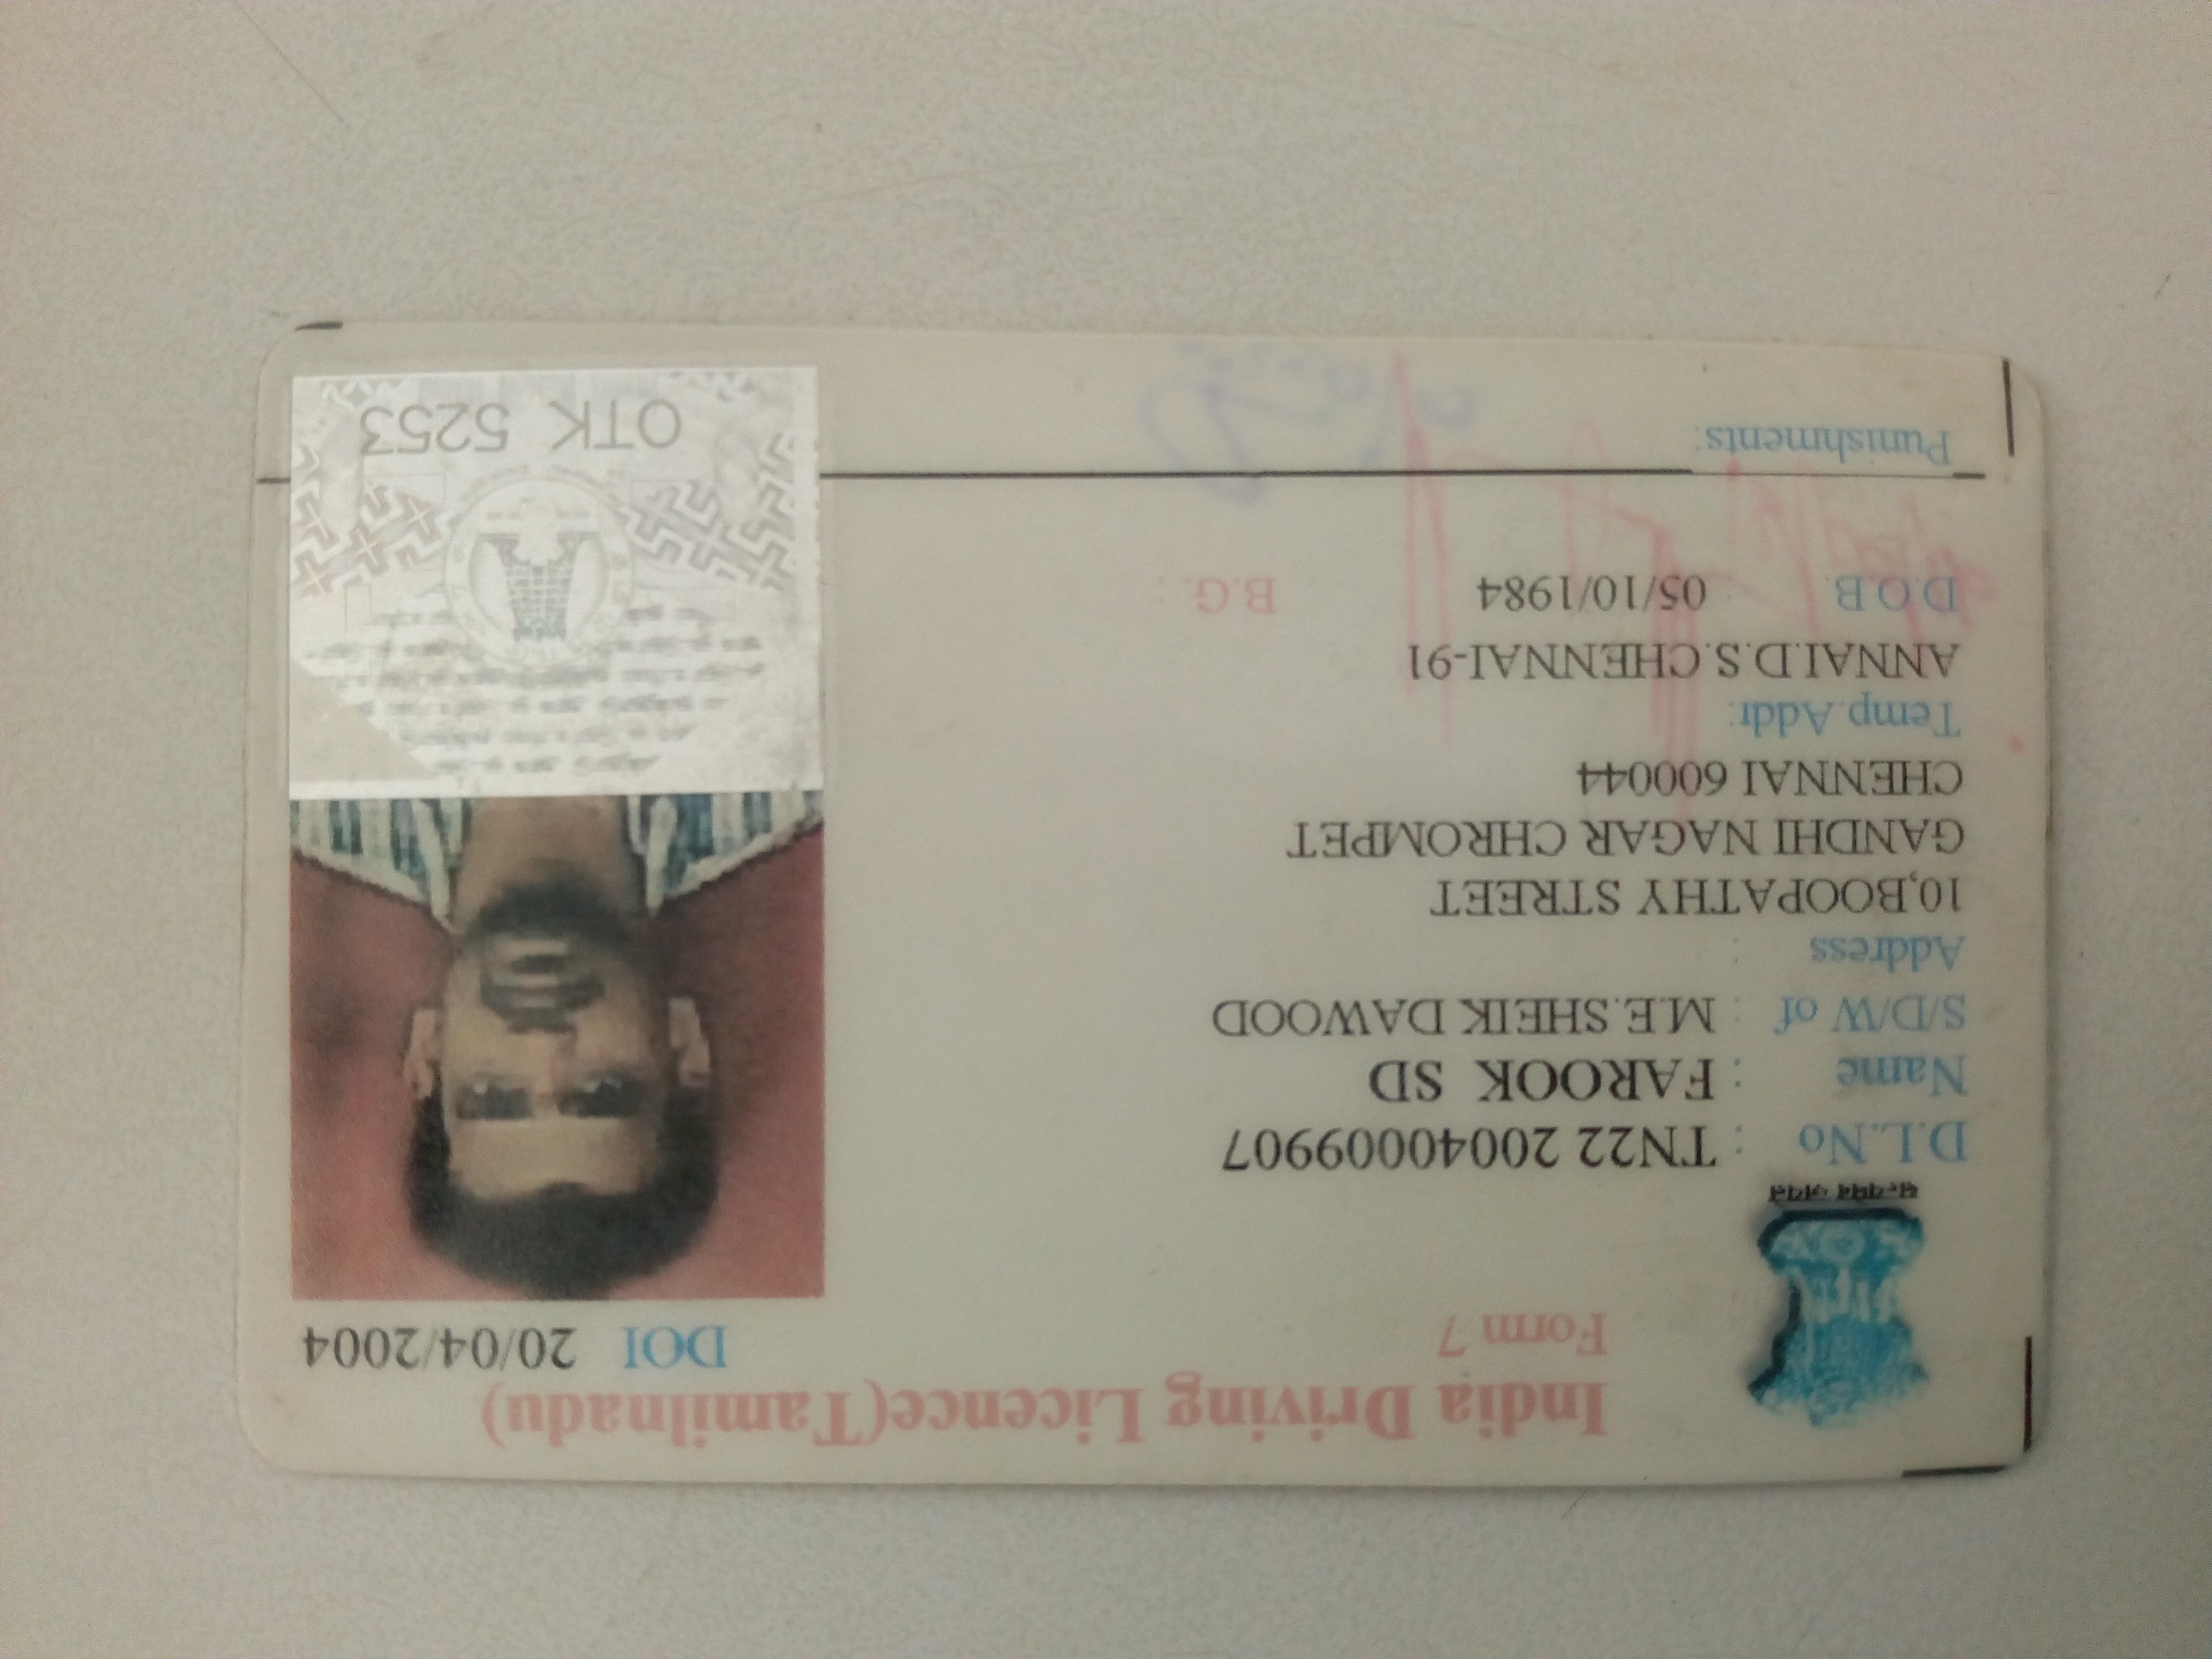 India Driving Licence(Tamilnadu)
Form 7
DOI 20/04/2004
D.L.No : TN22 20040009907
Name : FAROOK SD
S/D/W of : M.E.SHEIK DAWOOD
Address :
10,BOOPATHY STREET
GANDHI NAGAR CHROMPET
CHENNAI 600044
Temp.Addr:
ANNAI.D.S.CHENNAI-91
D.O.B. : 05/10/1984 B.G. :
Punishments:
OTK 5253